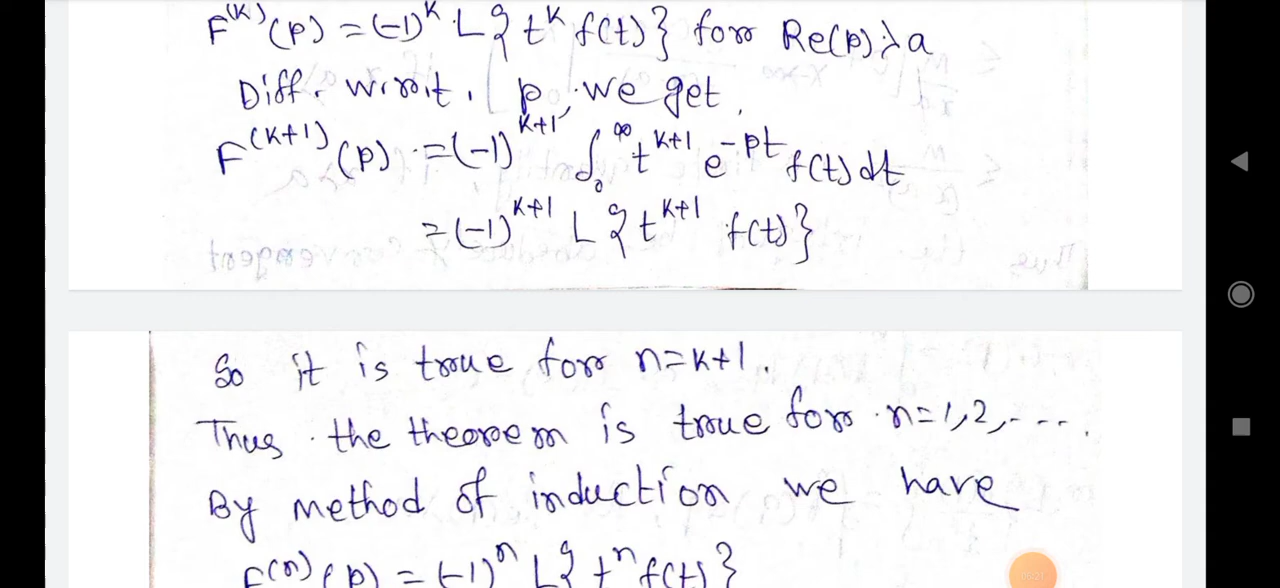 F^(K)(p) = (-1)^K L{t^K f(t)} for Re(p) > a
Diff. w.r.t. p, we get,
F^(K+1)(p) = (-1)^{K+1} ∫_0^∞ t^{K+1} e^{-pt} f(t) dt
= (-1)^{K+1} L{t^{K+1} f(t)}
So it is true for n=K+1.
Thus the theorem is true for n=1,2,----.
By method of induction we have
F^(n)(p) = (-1)^n L{t^n f(t)}